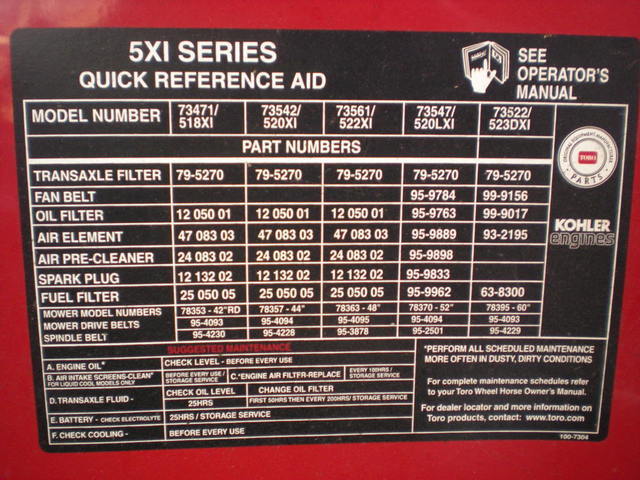 5XI SERIES
QUICK REFERENCE AID
SEE
OPERATOR'S
MANUAL
MODEL NUMBER 73471/ 518XI 73542/ 520XI 73561/ 522XI 73547/ 520LXI 73522/ 523DXI
PART NUMBERS
TRANSAXLE FILTER 79-5270 79-5270 79-5270 79-5270 79-5270
FAN BELT 95-9784 99-9156
OIL FILTER 12 050 01 12 050 01 12 050 01 95-9763 99-9017
AIR ELEMENT 47 083 03 47 083 03 47 083 03 95-9889 93-2195
AIR PRE-CLEANER 24 083 02 24 083 02 24 083 02 95-9898
SPARK PLUG 12 132 02 12 132 02 12 132 02 95-9833
FUEL FILTER 25 050 05 25 050 05 25 050 05 95-9962 63-8300
MOWER MODEL NUMBERS 78353 - 42"RD 78357 - 44" 78363 - 48" 78370 - 52" 78395 - 60"
MOWER DRIVE BELTS 95-4093 95-4094 95-4095 95-4094 95-4093
SPINDLE BELT 95-4230 95-4228 95-3878 95-2501 95-4229
ORIGINAL EQUIPMENT MANUFACTURER
TORO
PARTS
KOHLER
engines
SUGGESTED MAINTENANCE
A. ENGINE OIL* CHECK LEVEL - BEFORE EVERY USE
B. AIR INTAKE SCREENS-CLEAN* FOR LIQUID COOL MODELS ONLY BEFORE EVERY USE / STORAGE SERVICE C.*ENGINE AIR FILTER-REPLACE EVERY 100HRS/ STORAGE SERVICE
D.TRANSAXLE FLUID - CHECK OIL LEVEL 25HRS CHANGE OIL FILTER FIRST 50HRS THEN EVERY 200HRS/ STORAGE SERVICE
E. BATTERY - CHECK ELECTROLYTE 25HRS / STORAGE SERVICE
F. CHECK COOLING - BEFORE EVERY USE
*PERFORM ALL SCHEDULED MAINTENANCE
MORE OFTEN IN DUSTY, DIRTY CONDITIONS
For complete maintenance schedules refer
to your Toro Wheel Horse Owner's Manual.
For dealer locator and more information on
Toro products, contact: www.toro.com
100-7304